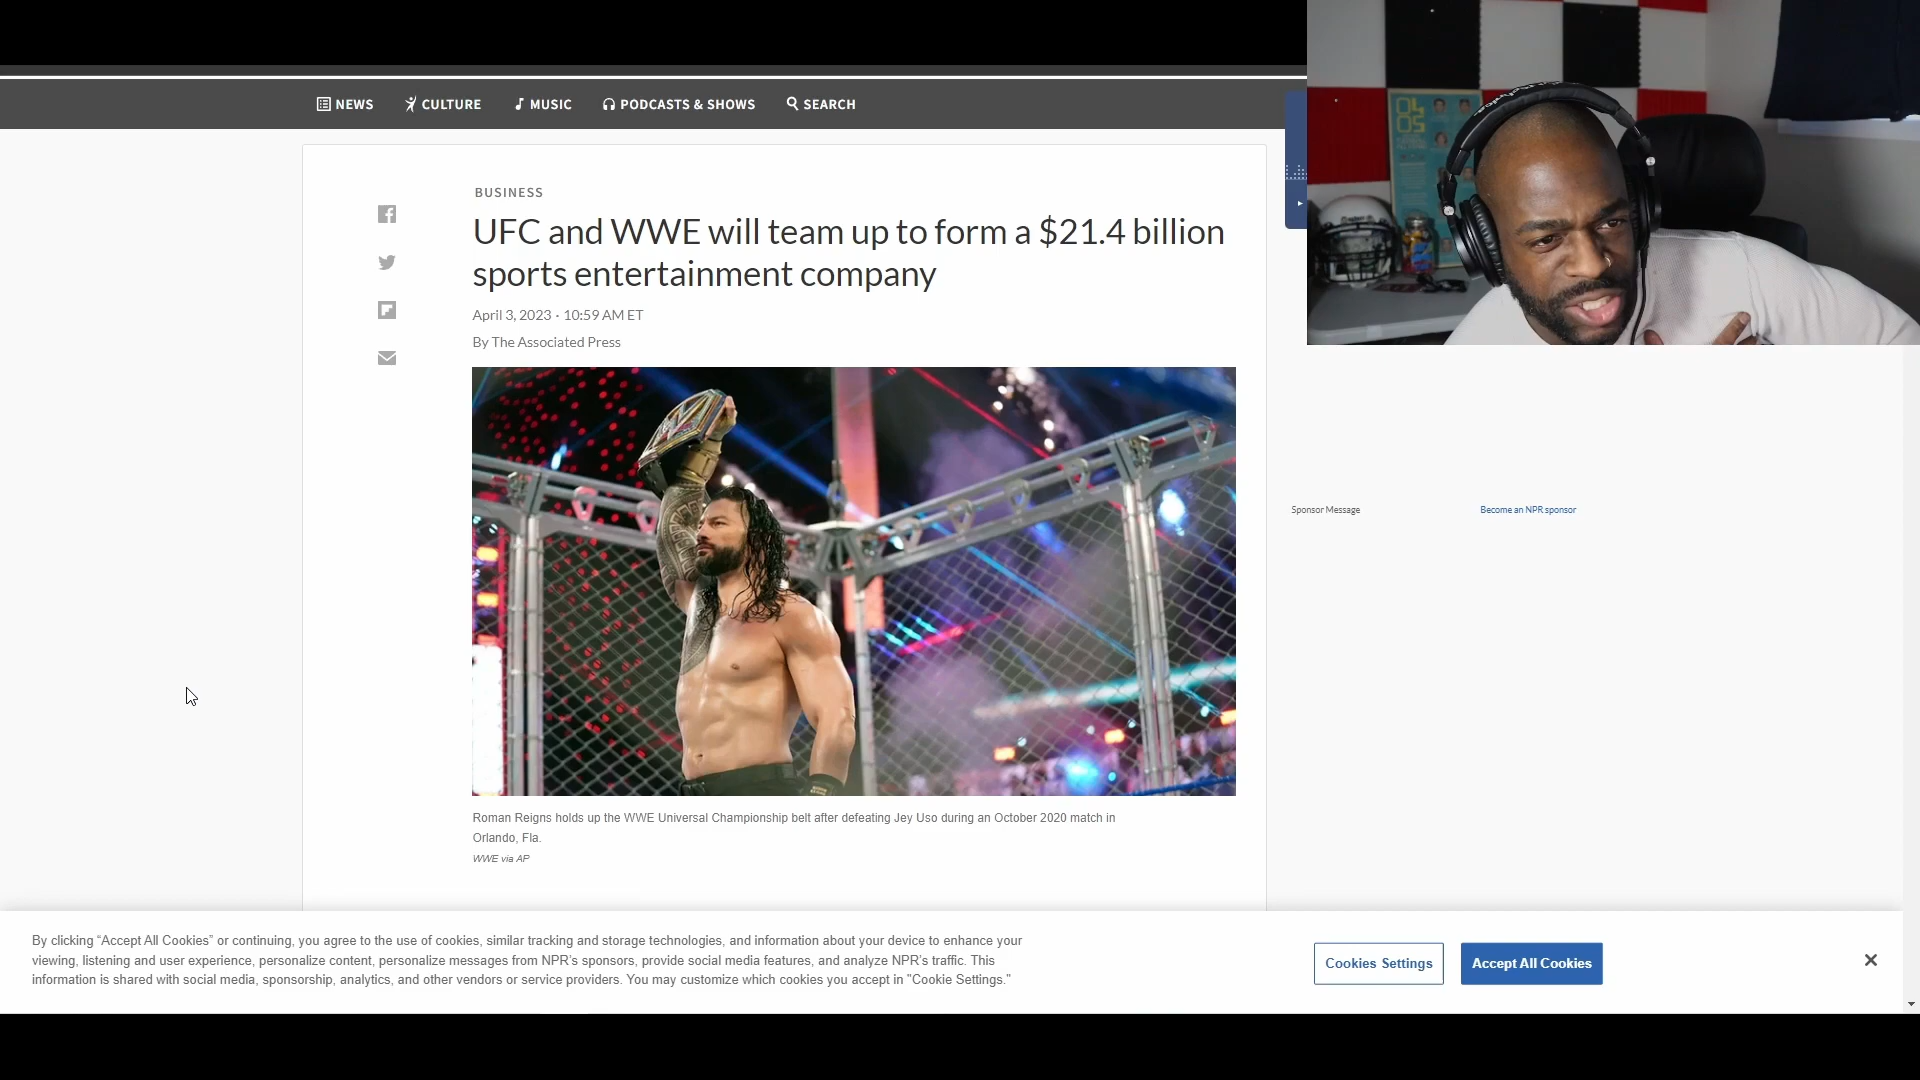 NEWS
CULTURE
MUSIC
PODCASTS & SHOWS
SEARCH
BUSINESS
UFC and WWE will team up to form a $21.4 billion
sports entertainment company
April 3, 2023 · 10:59 AM ET
By The Associated Press
Roman Reigns holds up the WWE Universal Championship belt after defeating Jey Uso during an October 2020 match in
Orlando, Fla.
WWE via AP
Sponsor Message
Become an NPR sponsor
By clicking “Accept All Cookies” or continuing, you agree to the use of cookies, similar tracking and storage technologies, and information about your device to enhance your
viewing, listening and user experience, personalize content, personalize messages from NPR’s sponsors, provide social media features, and analyze NPR’s traffic. This
information is shared with social media, sponsorship, analytics, and other vendors or service providers. You may customize which cookies you accept in "Cookie Settings."
Cookies Settings
Accept All Cookies